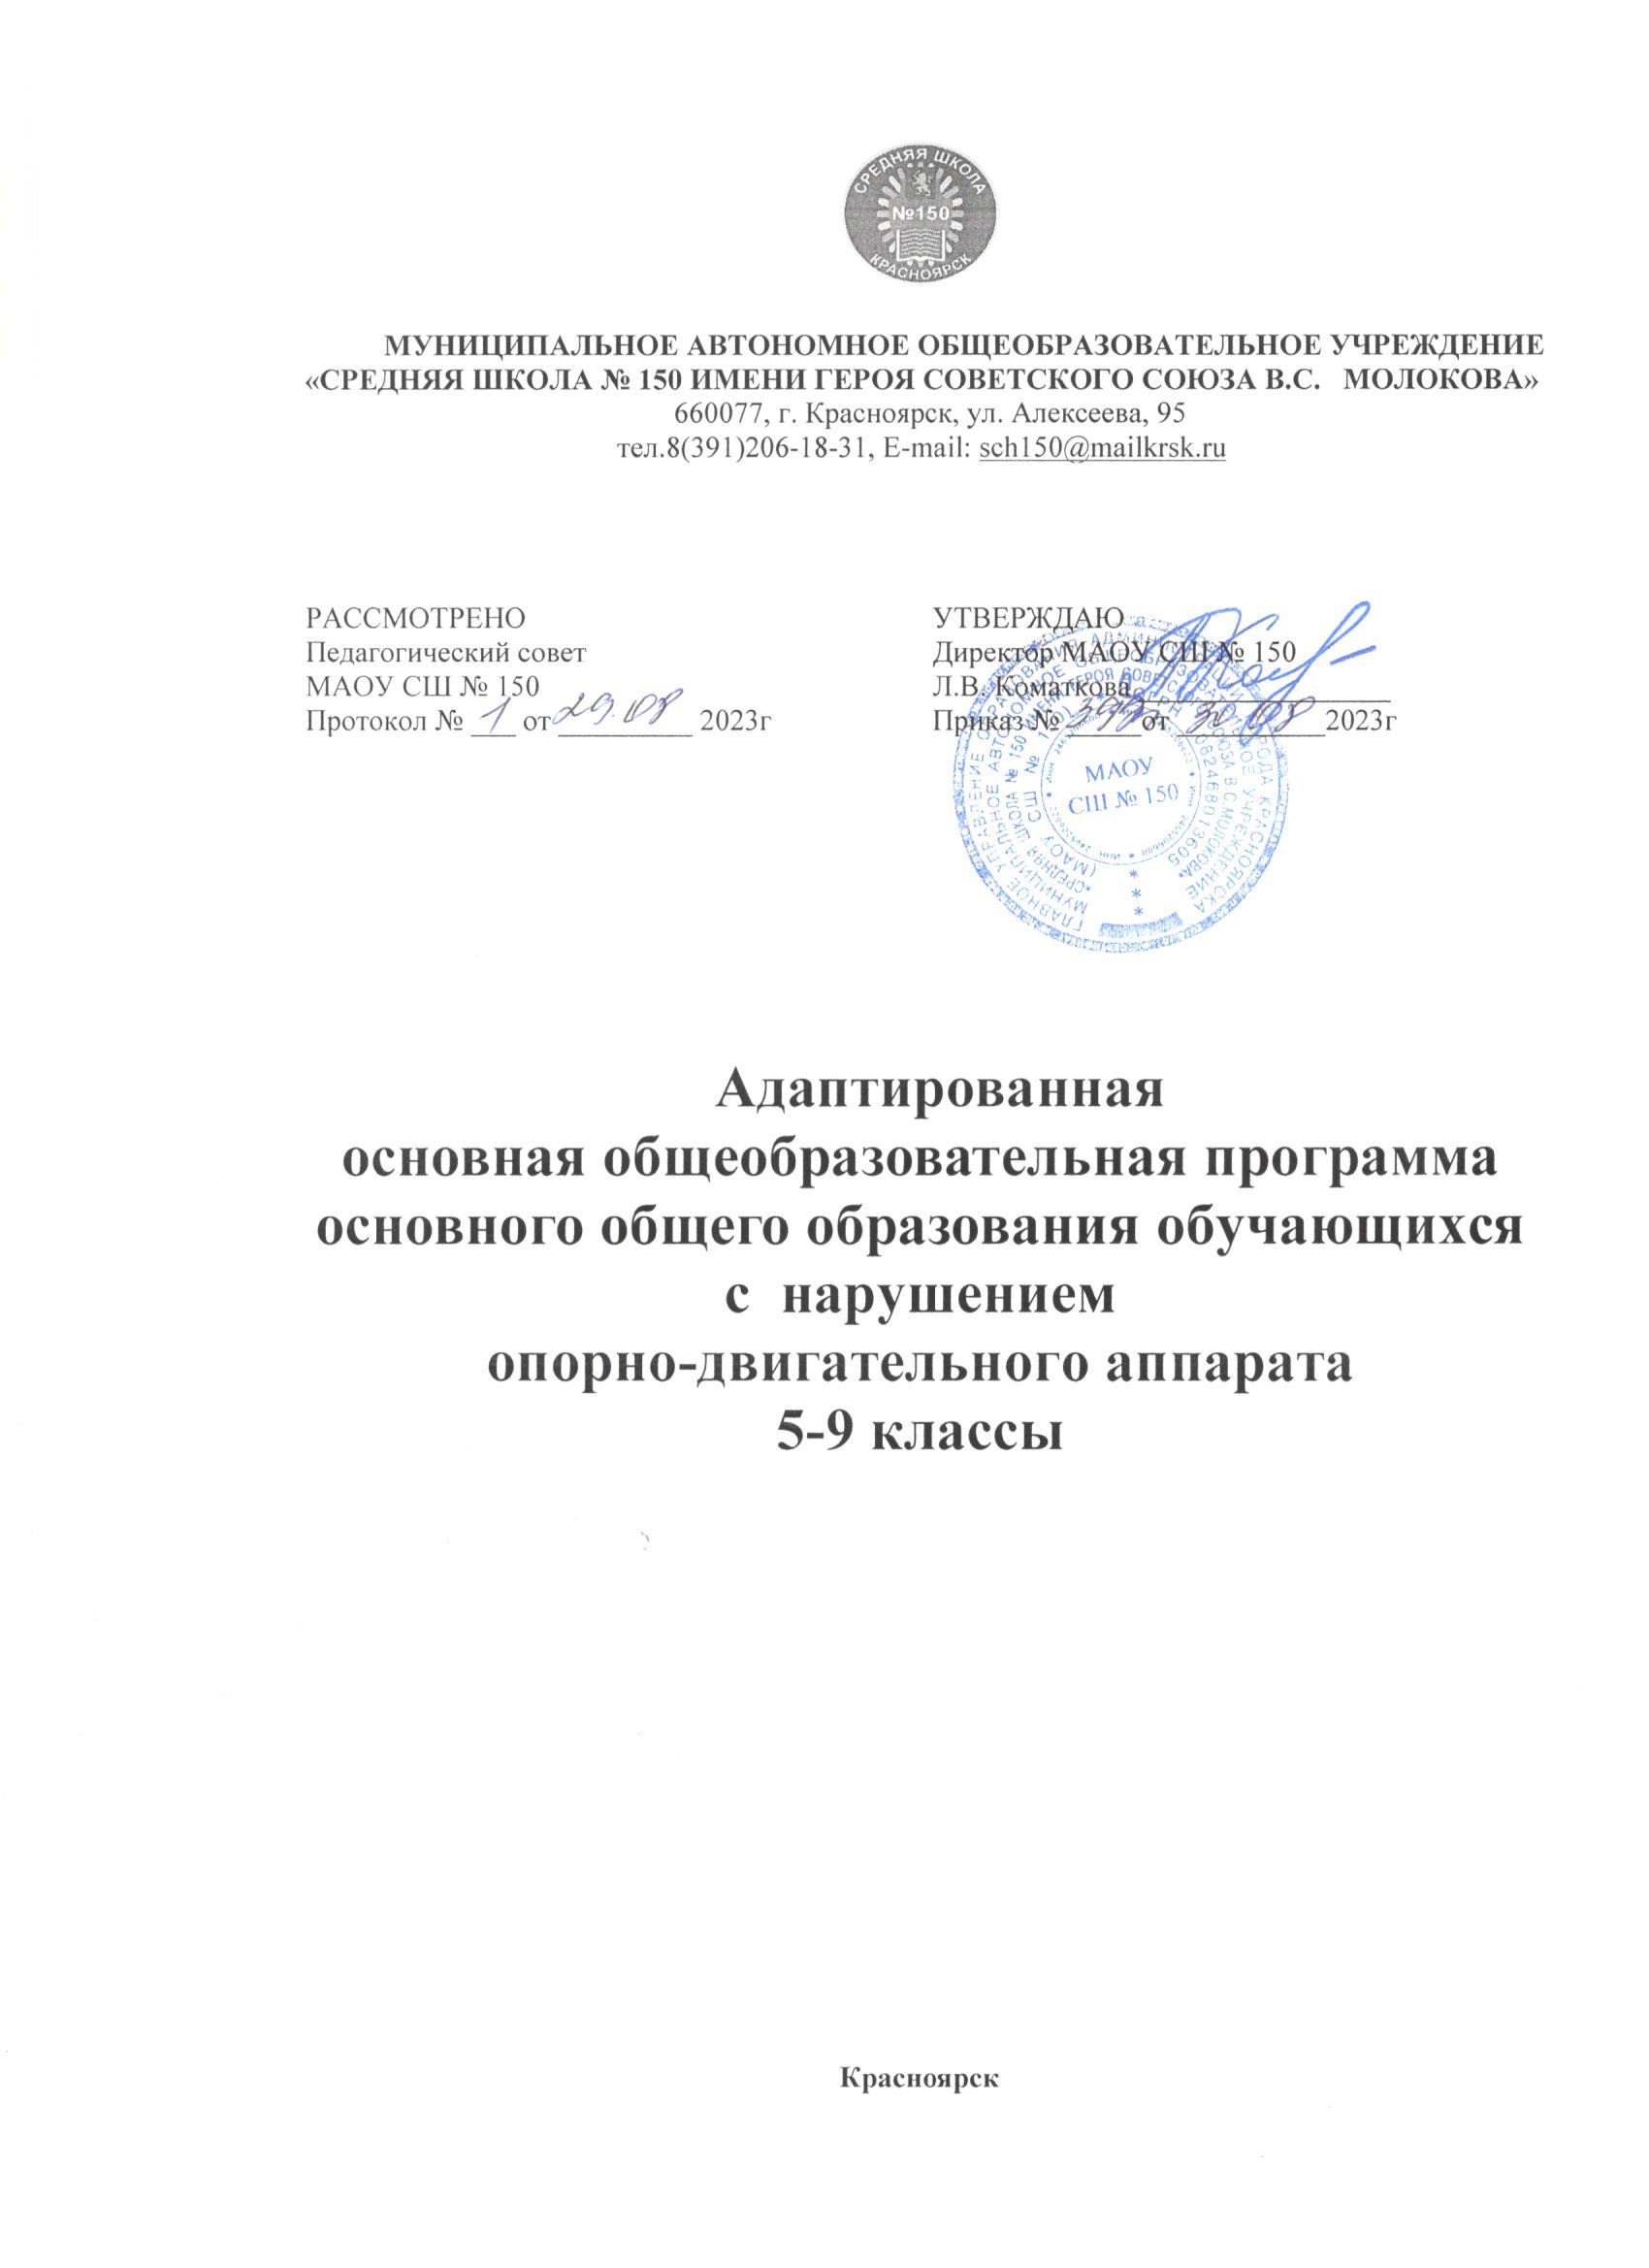 СРЕДНЯЯ ШКОЛА
№150
КРАСНОЯРСК
МУНИЦИПАЛЬНОЕ АВТОНОМНОЕ ОБЩЕОБРАЗОВАТЕЛЬНОЕ УЧРЕЖДЕНИЕ
«СРЕДНЯЯ ШКОЛА № 150 ИМЕНИ ГЕРОЯ СОВЕТСКОГО СОЮЗА В.С. МОЛОКОВА»
660077, г. Красноярск, ул. Алексеева, 95
тел.8(391)206-18-31, E-mail: sch150@mailkrsk.ru
РАССМОТРЕНО
Педагогический совет
МАОУ СШ № 150
Протокол № 1 от 29.08 2023г
УТВЕРЖДАЮ
Директор МАОУ СШ № 150
Л.В. Коматкова
Приказ № от 30 08 2023г
МАОУ
СШ № 150
Адаптированная
основная общеобразовательная программа
основного общего образования обучающихся
с нарушением
опорно-двигательного аппарата
5-9 классы
Красноярск